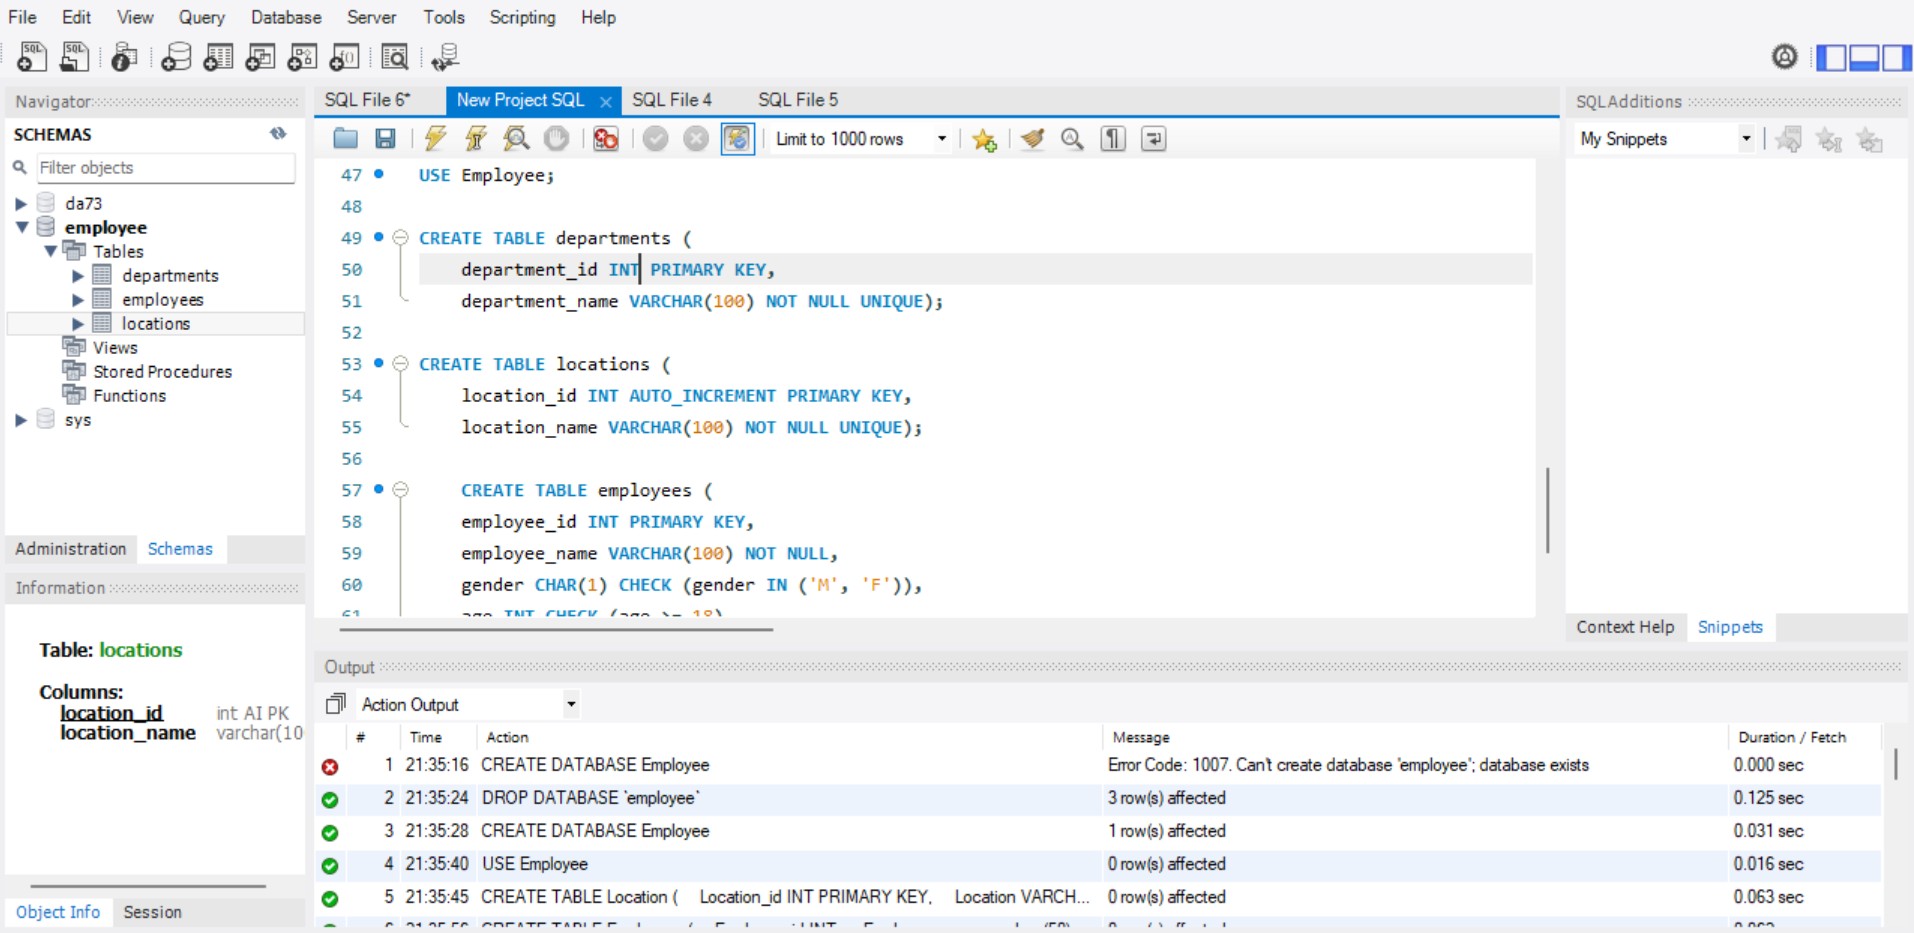 File Edit View Query Database Server Tools Scripting Help
Navigator
SCHEMAS
Filter objects
da73
employee
Tables
departments
employees
locations
Views
Stored Procedures
Functions
sys
Administration Schemas
Information
Table: locations
Columns:
location_id int AI PK
location_name varchar(10
Object Info Session
SQL File 6* New Project SQL SQL File 4 SQL File 5
Limit to 1000 rows
47 USE Employee;
48
49 CREATE TABLE departments (
50 department_id INT PRIMARY KEY,
51 department_name VARCHAR(100) NOT NULL UNIQUE);
52
53 CREATE TABLE locations (
54 location_id INT AUTO_INCREMENT PRIMARY KEY,
55 location_name VARCHAR(100) NOT NULL UNIQUE);
56
57 CREATE TABLE employees (
58 employee_id INT PRIMARY KEY,
59 employee_name VARCHAR(100) NOT NULL,
60 gender CHAR(1) CHECK (gender IN ('M', 'F')),
61 age INT CHECK (age >= 18)
SQLAdditions
My Snippets
Context Help Snippets
Output
Action Output
# Time Action Message Duration / Fetch
1 21:35:16 CREATE DATABASE Employee Error Code: 1007. Can't create database 'employee'; database exists 0.000 sec
2 21:35:24 DROP DATABASE `employee` 3 row(s) affected 0.125 sec
3 21:35:28 CREATE DATABASE Employee 1 row(s) affected 0.031 sec
4 21:35:40 USE Employee 0 row(s) affected 0.016 sec
5 21:35:45 CREATE TABLE Location ( Location_id INT PRIMARY KEY, Location VARCH... 0 row(s) affected 0.063 sec